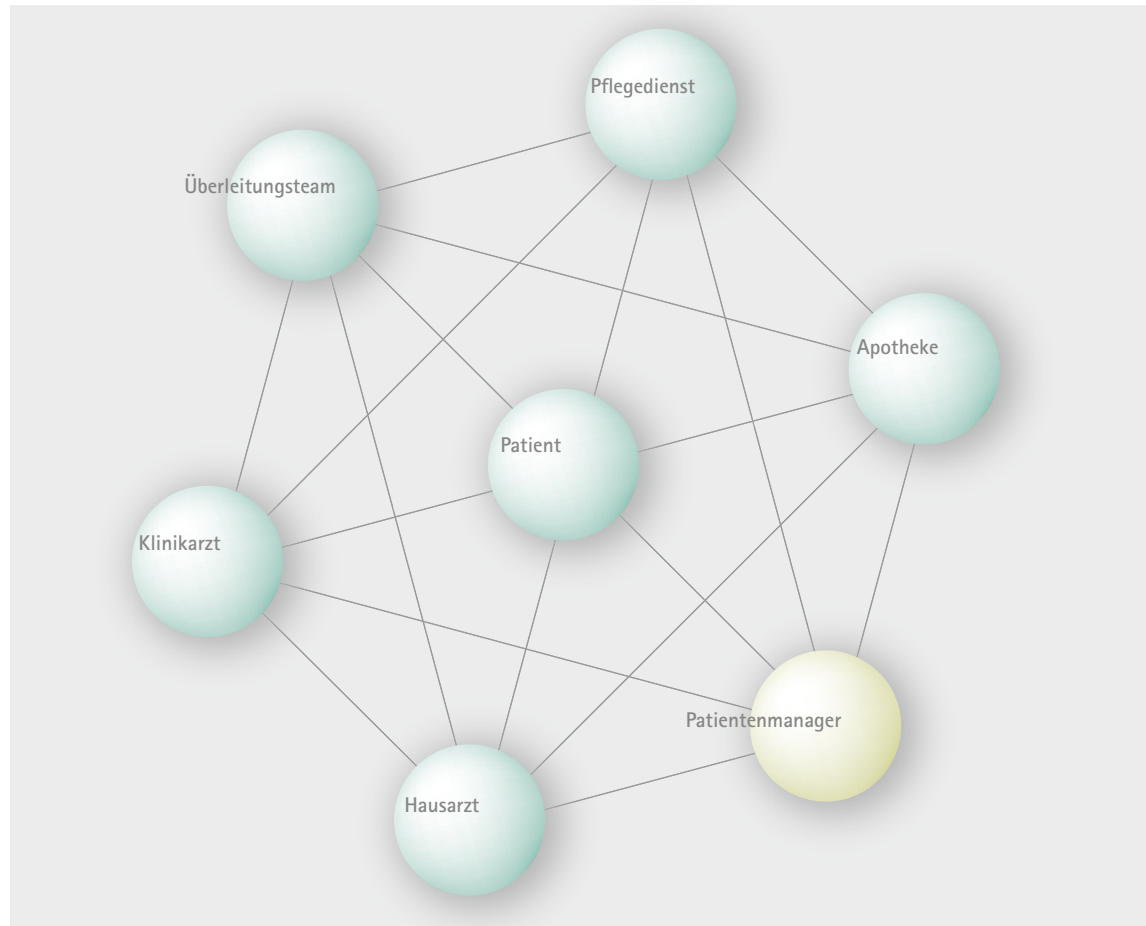 Pflegedienst
Überleitungsteam
Apotheke
Patient
Klinikarzt
Patientenmanager
Hausarzt